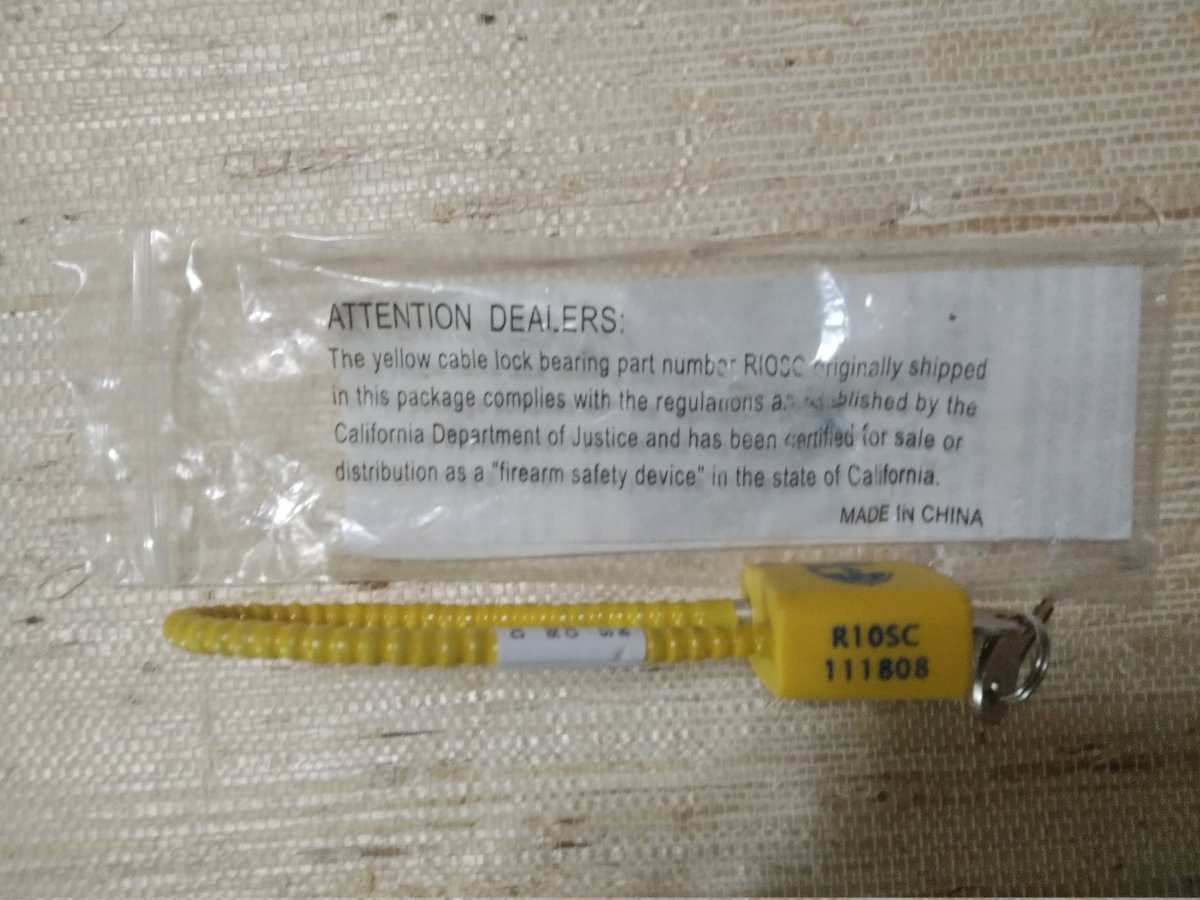 ATTENTION DEALERS:
The yellow cable lock bearing part number RIOSC originally shipped
in this package complies with the regulations as established by the
California Department of Justice and has been certified for sale or
distribution as a "firearm safety device" in the state of California.
MADE IN CHINA
R10SC
111808